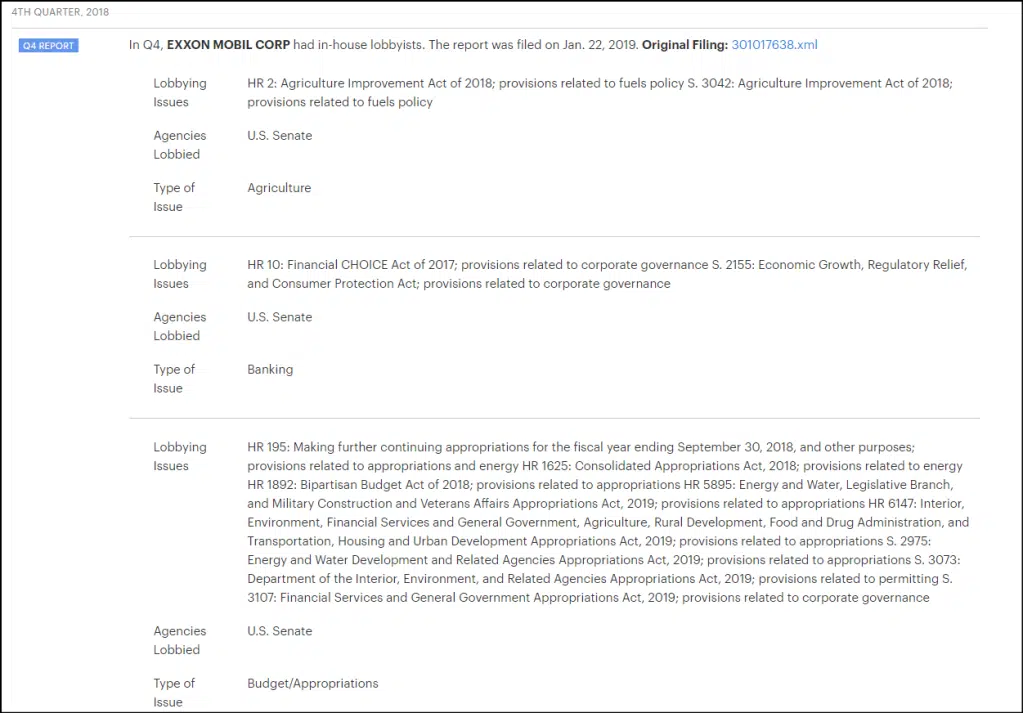 4TH QUARTER, 2018
Q4 REPORT
In Q4, EXXON MOBIL CORP had in-house lobbyists. The report was filed on Jan. 22, 2019. Original Filing: 301017638.xml
Lobbying Issues
HR 2: Agriculture Improvement Act of 2018; provisions related to fuels policy S. 3042: Agriculture Improvement Act of 2018;
provisions related to fuels policy
Agencies Lobbied
U.S. Senate
Type of Issue
Agriculture
Lobbying Issues
HR 10: Financial CHOICE Act of 2017; provisions related to corporate governance S. 2155: Economic Growth, Regulatory Relief,
and Consumer Protection Act; provisions related to corporate governance
Agencies Lobbied
U.S. Senate
Type of Issue
Banking
Lobbying Issues
HR 195: Making further continuing appropriations for the fiscal year ending September 30, 2018, and other purposes;
provisions related to appropriations and energy HR 1625: Consolidated Appropriations Act, 2018; provisions related to energy
HR 1892: Bipartisan Budget Act of 2018; provisions related to appropriations HR 5895: Energy and Water, Legislative Branch,
and Military Construction and Veterans Affairs Appropriations Act, 2019; provisions related to appropriations HR 6147: Interior,
Environment, Financial Services and General Government, Agriculture, Rural Development, Food and Drug Administration, and
Transportation, Housing and Urban Development Appropriations Act, 2019; provisions related to appropriations S. 2975:
Energy and Water Development and Related Agencies Appropriations Act, 2019; provisions related to appropriations S. 3073:
Department of the Interior, Environment, and Related Agencies Appropriations Act, 2019; provisions related to permitting S.
3107: Financial Services and General Government Appropriations Act, 2019; provisions related to corporate governance
Agencies Lobbied
U.S. Senate
Type of Issue
Budget/Appropriations